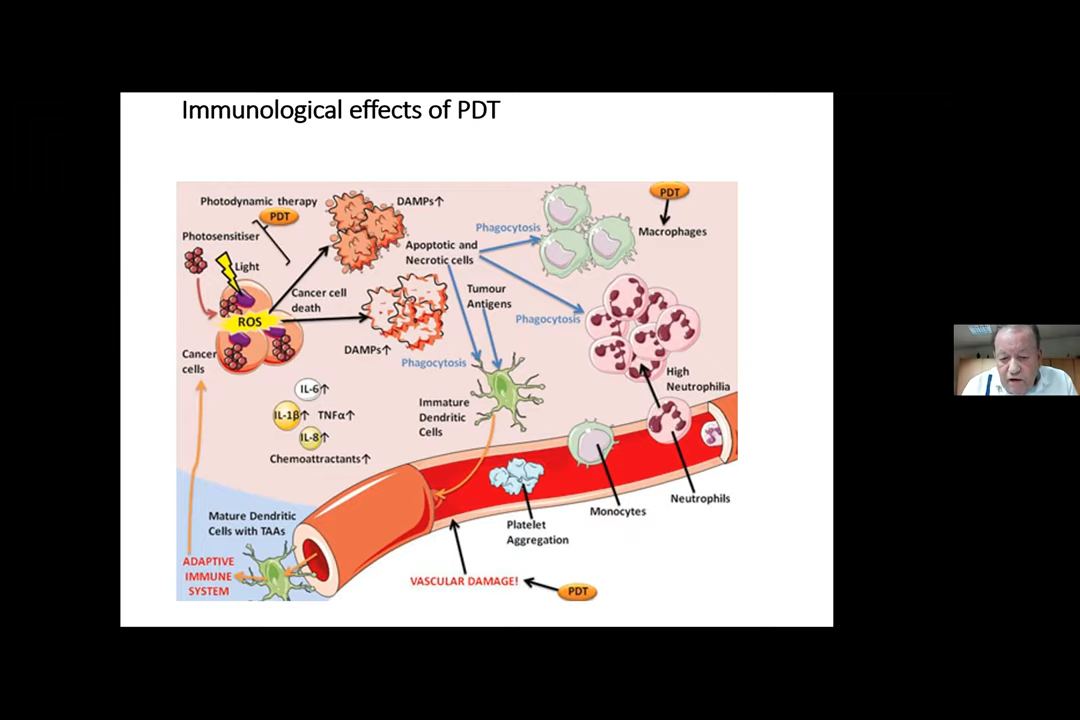 Immunological effects of PDT
Photodynamic therapy
PDT
Photosensitiser
Light
ROS
Cancer
cells
Cancer cell
death
DAMPs↑
DAMPs↑
Apoptotic and
Necrotic cells
Phagocytosis
Phagocytosis
Phagocytosis
Tumour
Antigens
PDT
Macrophages
High
Neutrophilia
Immature
Dendritic
Cells
IL-6↑
IL-1β↑
TNFα↑
IL-8↑
Chemoattractants↑
Neutrophils
Monocytes
Platelet
Aggregation
Mature Dendritic
Cells with TAAs
ADAPTIVE
IMMUNE
SYSTEM
VASCULAR DAMAGE!
PDT